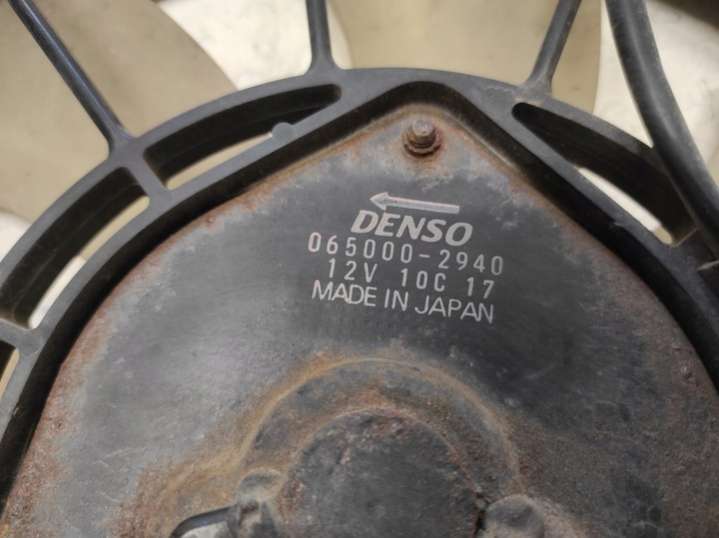 DENSO
065000-2940
12V 10C 17
MADE IN JAPAN